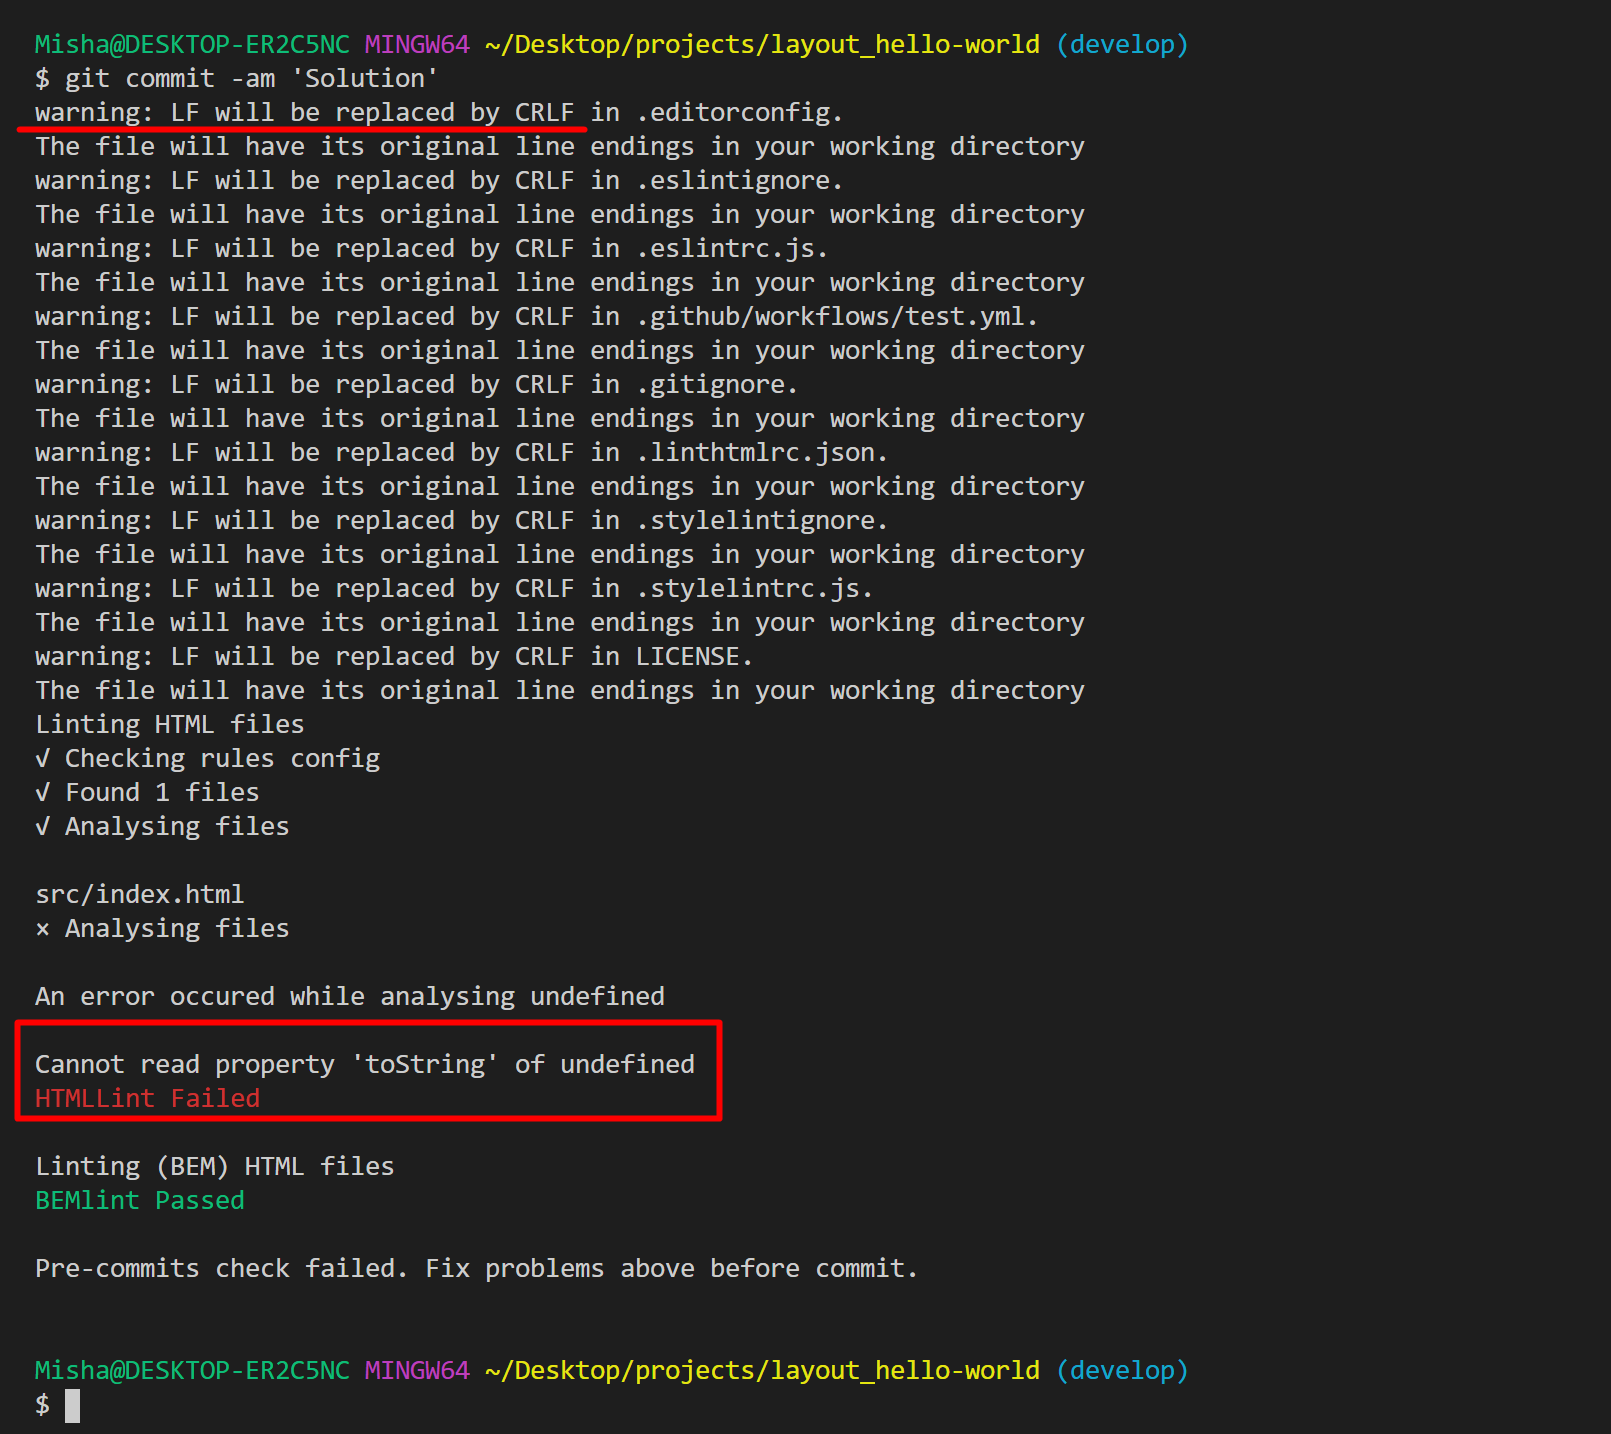 Misha@DESKTOP-ER2C5NC MINGW64 ~/Desktop/projects/layout_hello-world (develop)
$ git commit -am 'Solution'
warning: LF will be replaced by CRLF in .editorconfig.
The file will have its original line endings in your working directory
warning: LF will be replaced by CRLF in .eslintignore.
The file will have its original line endings in your working directory
warning: LF will be replaced by CRLF in .eslintrc.js.
The file will have its original line endings in your working directory
warning: LF will be replaced by CRLF in .github/workflows/test.yml.
The file will have its original line endings in your working directory
warning: LF will be replaced by CRLF in .gitignore.
The file will have its original line endings in your working directory
warning: LF will be replaced by CRLF in .linthtmlrc.json.
The file will have its original line endings in your working directory
warning: LF will be replaced by CRLF in .stylelintignore.
The file will have its original line endings in your working directory
warning: LF will be replaced by CRLF in .stylelintrc.js.
The file will have its original line endings in your working directory
warning: LF will be replaced by CRLF in LICENSE.
The file will have its original line endings in your working directory
Linting HTML files
√ Checking rules config
√ Found 1 files
√ Analysing files
src/index.html
× Analysing files
An error occured while analysing undefined
Cannot read property 'toString' of undefined
HTMLLint Failed
Linting (BEM) HTML files
BEMlint Passed
Pre-commits check failed. Fix problems above before commit.
Misha@DESKTOP-ER2C5NC MINGW64 ~/Desktop/projects/layout_hello-world (develop)
$